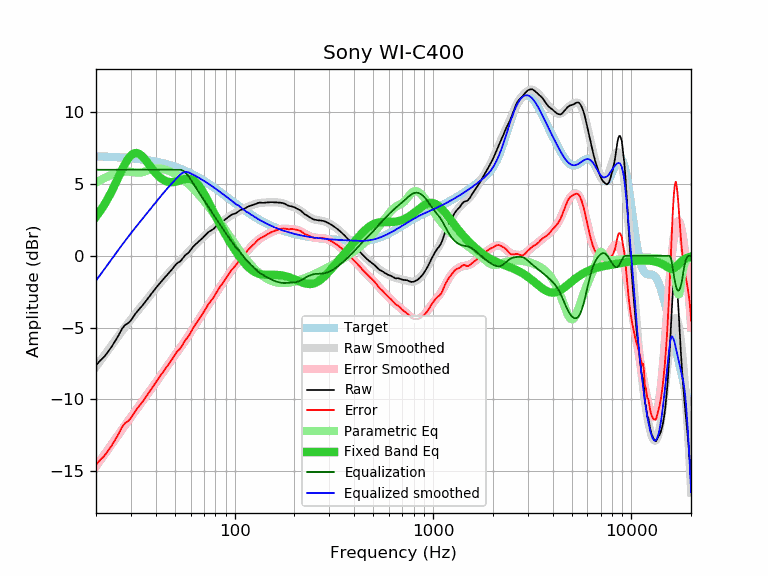 Sony WI-C400
Amplitude (dBr)
10
5
0
−5
−10
−15
Target
Raw Smoothed
Error Smoothed
Raw
Error
Parametric Eq
Fixed Band Eq
Equalization
Equalized smoothed
100
1000
10000
Frequency (Hz)